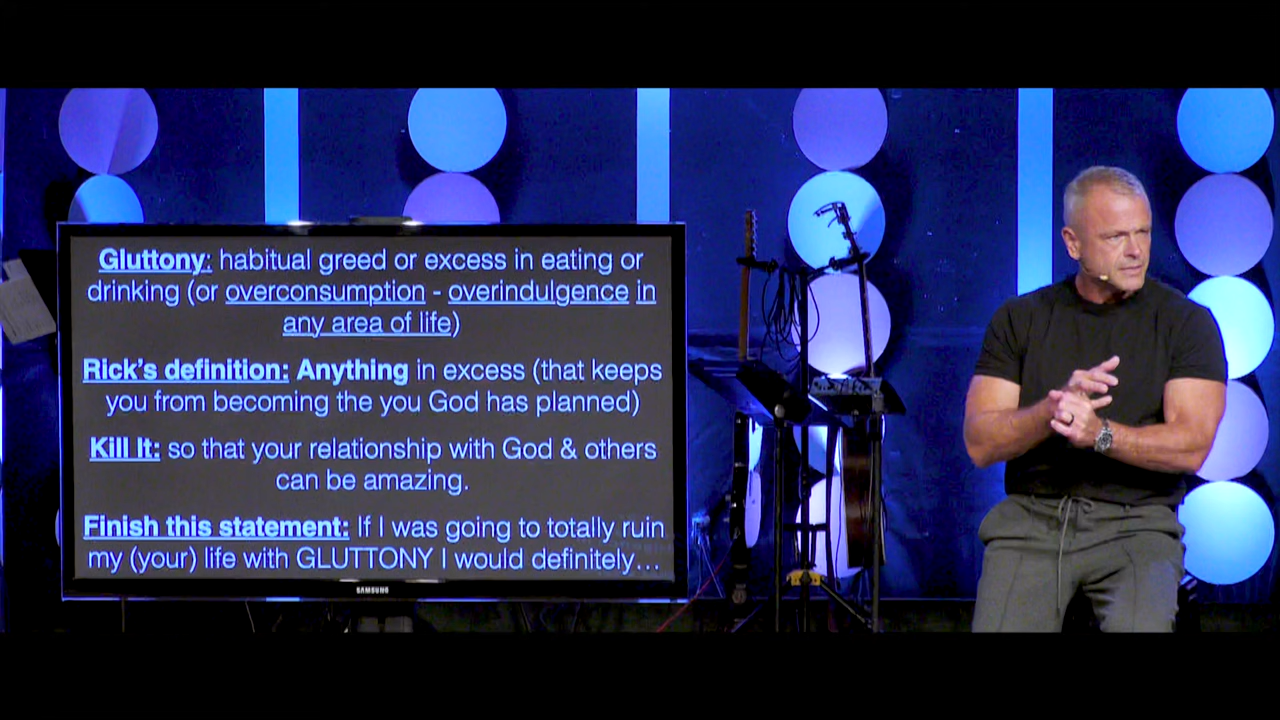 Gluttony: habitual greed or excess in eating or
drinking (or overconsumption - overindulgence in
any area of life)
Rick's definition: Anything in excess (that keeps
you from becoming the you God has planned)
Kill It: so that your relationship with God & others
can be amazing.
Finish this statement: If I was going to totally ruin
my (your) life with GLUTTONY I would definitely...
SAMSUNG